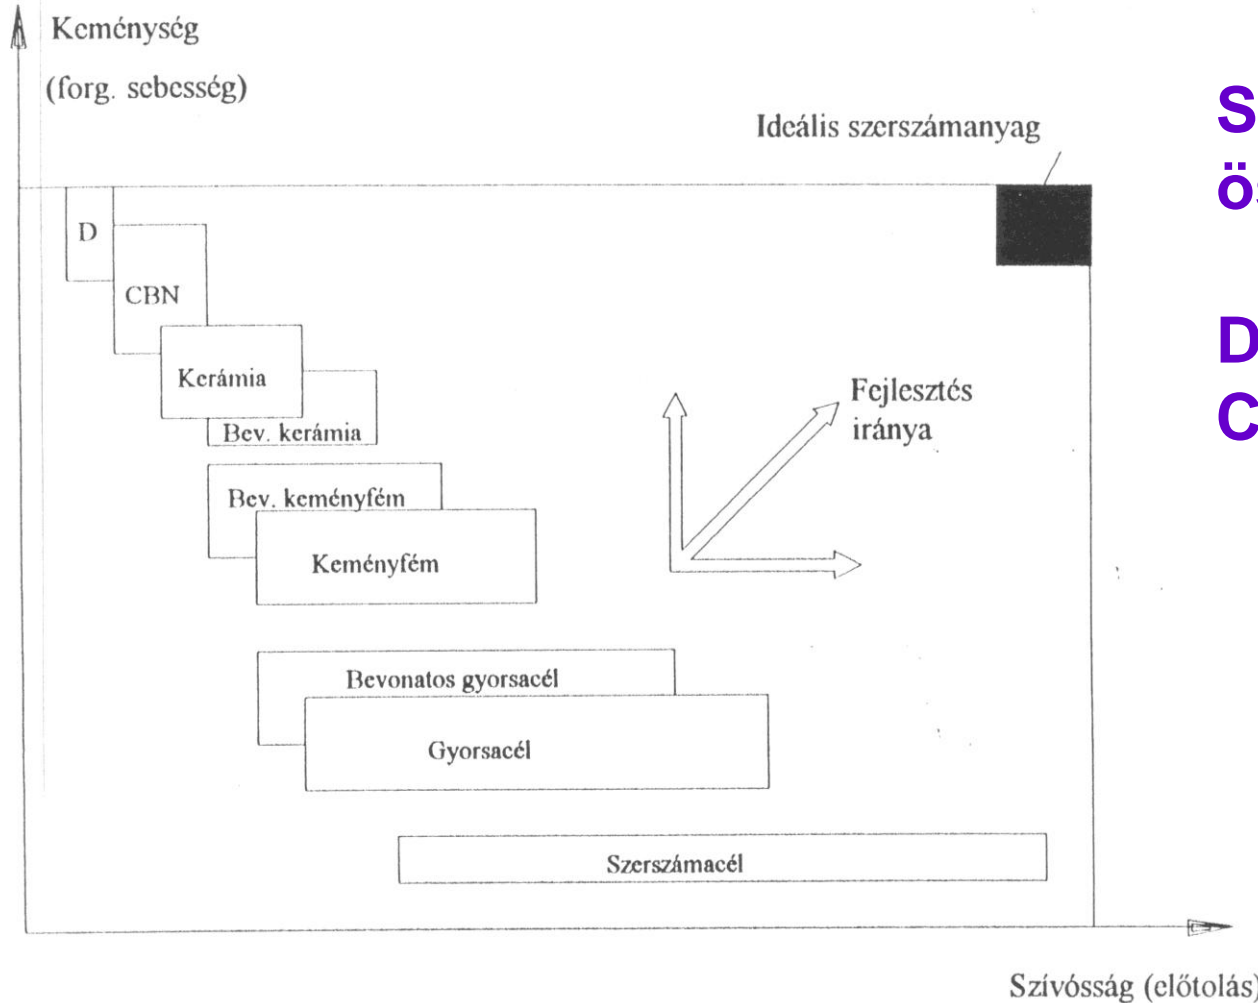 Keménység
(forg. sebesség)
Ideális szerszámanyag
D
CBN
Kerámia
Bev. kerámia
Fejlesztés
iránya
Bev. keményfém
Keményfém
Bevonatos gyorsacél
Gyorsacél
Szerszámacél
Szívósság (előtolás)
S
D
C